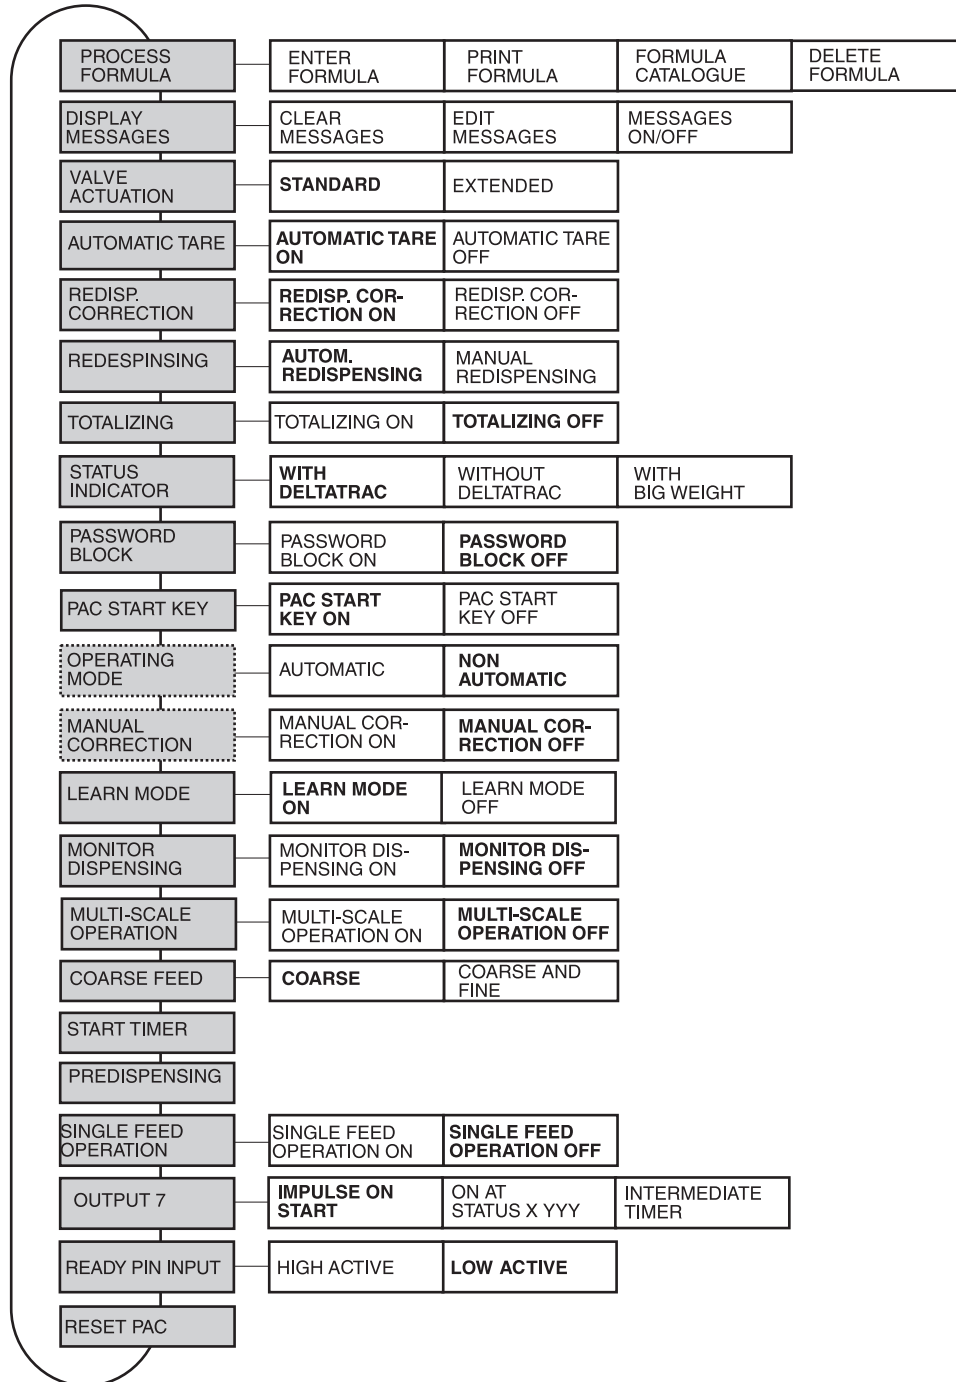 PROCESS
FORMULA
ENTER
FORMULA
PRINT
FORMULA
FORMULA
CATALOGUE
DELETE
FORMULA
DISPLAY
MESSAGES
CLEAR
MESSAGES
EDIT
MESSAGES
MESSAGES
ON/OFF
VALVE
ACTUATION
STANDARD
EXTENDED
AUTOMATIC TARE
AUTOMATIC TARE
ON
AUTOMATIC TARE
OFF
REDISP.
CORRECTION
REDISP. COR-
RECTION ON
REDISP. COR-
RECTION OFF
REDESPINSING
AUTOM.
REDISPENSING
MANUAL
REDISPENSING
TOTALIZING
TOTALIZING ON
TOTALIZING OFF
STATUS
INDICATOR
WITH
DELTATRAC
WITHOUT
DELTATRAC
WITH
BIG WEIGHT
PASSWORD
BLOCK
PASSWORD
BLOCK ON
PASSWORD
BLOCK OFF
PAC START KEY
PAC START
KEY ON
PAC START
KEY OFF
OPERATING
MODE
AUTOMATIC
NON
AUTOMATIC
MANUAL
CORRECTION
MANUAL COR-
RECTION ON
MANUAL COR-
RECTION OFF
LEARN MODE
LEARN MODE
ON
LEARN MODE
OFF
MONITOR
DISPENSING
MONITOR DIS-
PENSING ON
MONITOR DIS-
PENSING OFF
MULTI-SCALE
OPERATION
MULTI-SCALE
OPERATION ON
MULTI-SCALE
OPERATION OFF
COARSE FEED
COARSE
COARSE AND
FINE
START TIMER
PREDISPENSING
SINGLE FEED
OPERATION
SINGLE FEED
OPERATION ON
SINGLE FEED
OPERATION OFF
OUTPUT 7
IMPULSE ON
START
ON AT
STATUS X YYY
INTERMEDIATE
TIMER
READY PIN INPUT
HIGH ACTIVE
LOW ACTIVE
RESET PAC